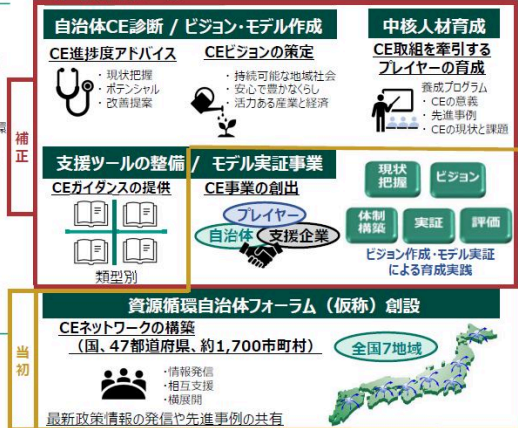 自治体CE診断 / ビジョン・モデル作成
CE進捗度アドバイス
・現状把握
・ポテンシャル
・改善提案
CEビジョンの策定
・持続可能な地域社会
・安心で豊かなくらし
・活力ある産業と経済
中核人材育成
CE取組を牽引する
プレイヤーの育成
養成プログラム
・CEの意義
・先進事例
・CEの現状と課題
環
補正
支援ツールの整備 / モデル実証事業
CEガイダンスの提供
類型別
CE事業の創出
プレイヤー
自治体
支援企業
現状
把握
ビジョン
体制
構築
実証
評価
ビジョン作成・モデル実証
による育成実践
当初
資源循環自治体フォーラム（仮称）創設
CEネットワークの構築
（国、47都道府県、約1,700市町村）
・情報発信
・相互支援
・横展開
全国7地域
最新政策情報の発信や先進事例の共有